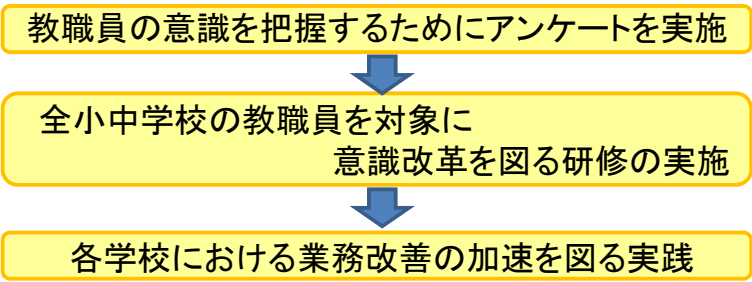 教職員の意識を把握するためにアンケートを実施
全小中学校の教職員を対象に
意識改革を図る研修の実施
各学校における業務改善の加速を図る実践